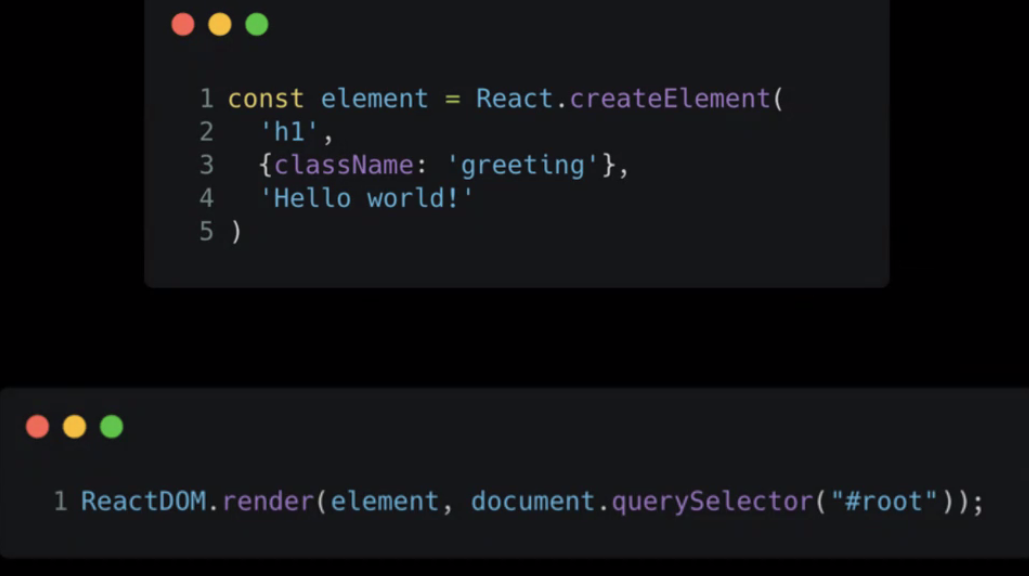 1 const element = React.createElement(
2   'h1',
3   {className: 'greeting'},
4   'Hello world!'
5 )
1 ReactDOM.render(element, document.querySelector("#root"));